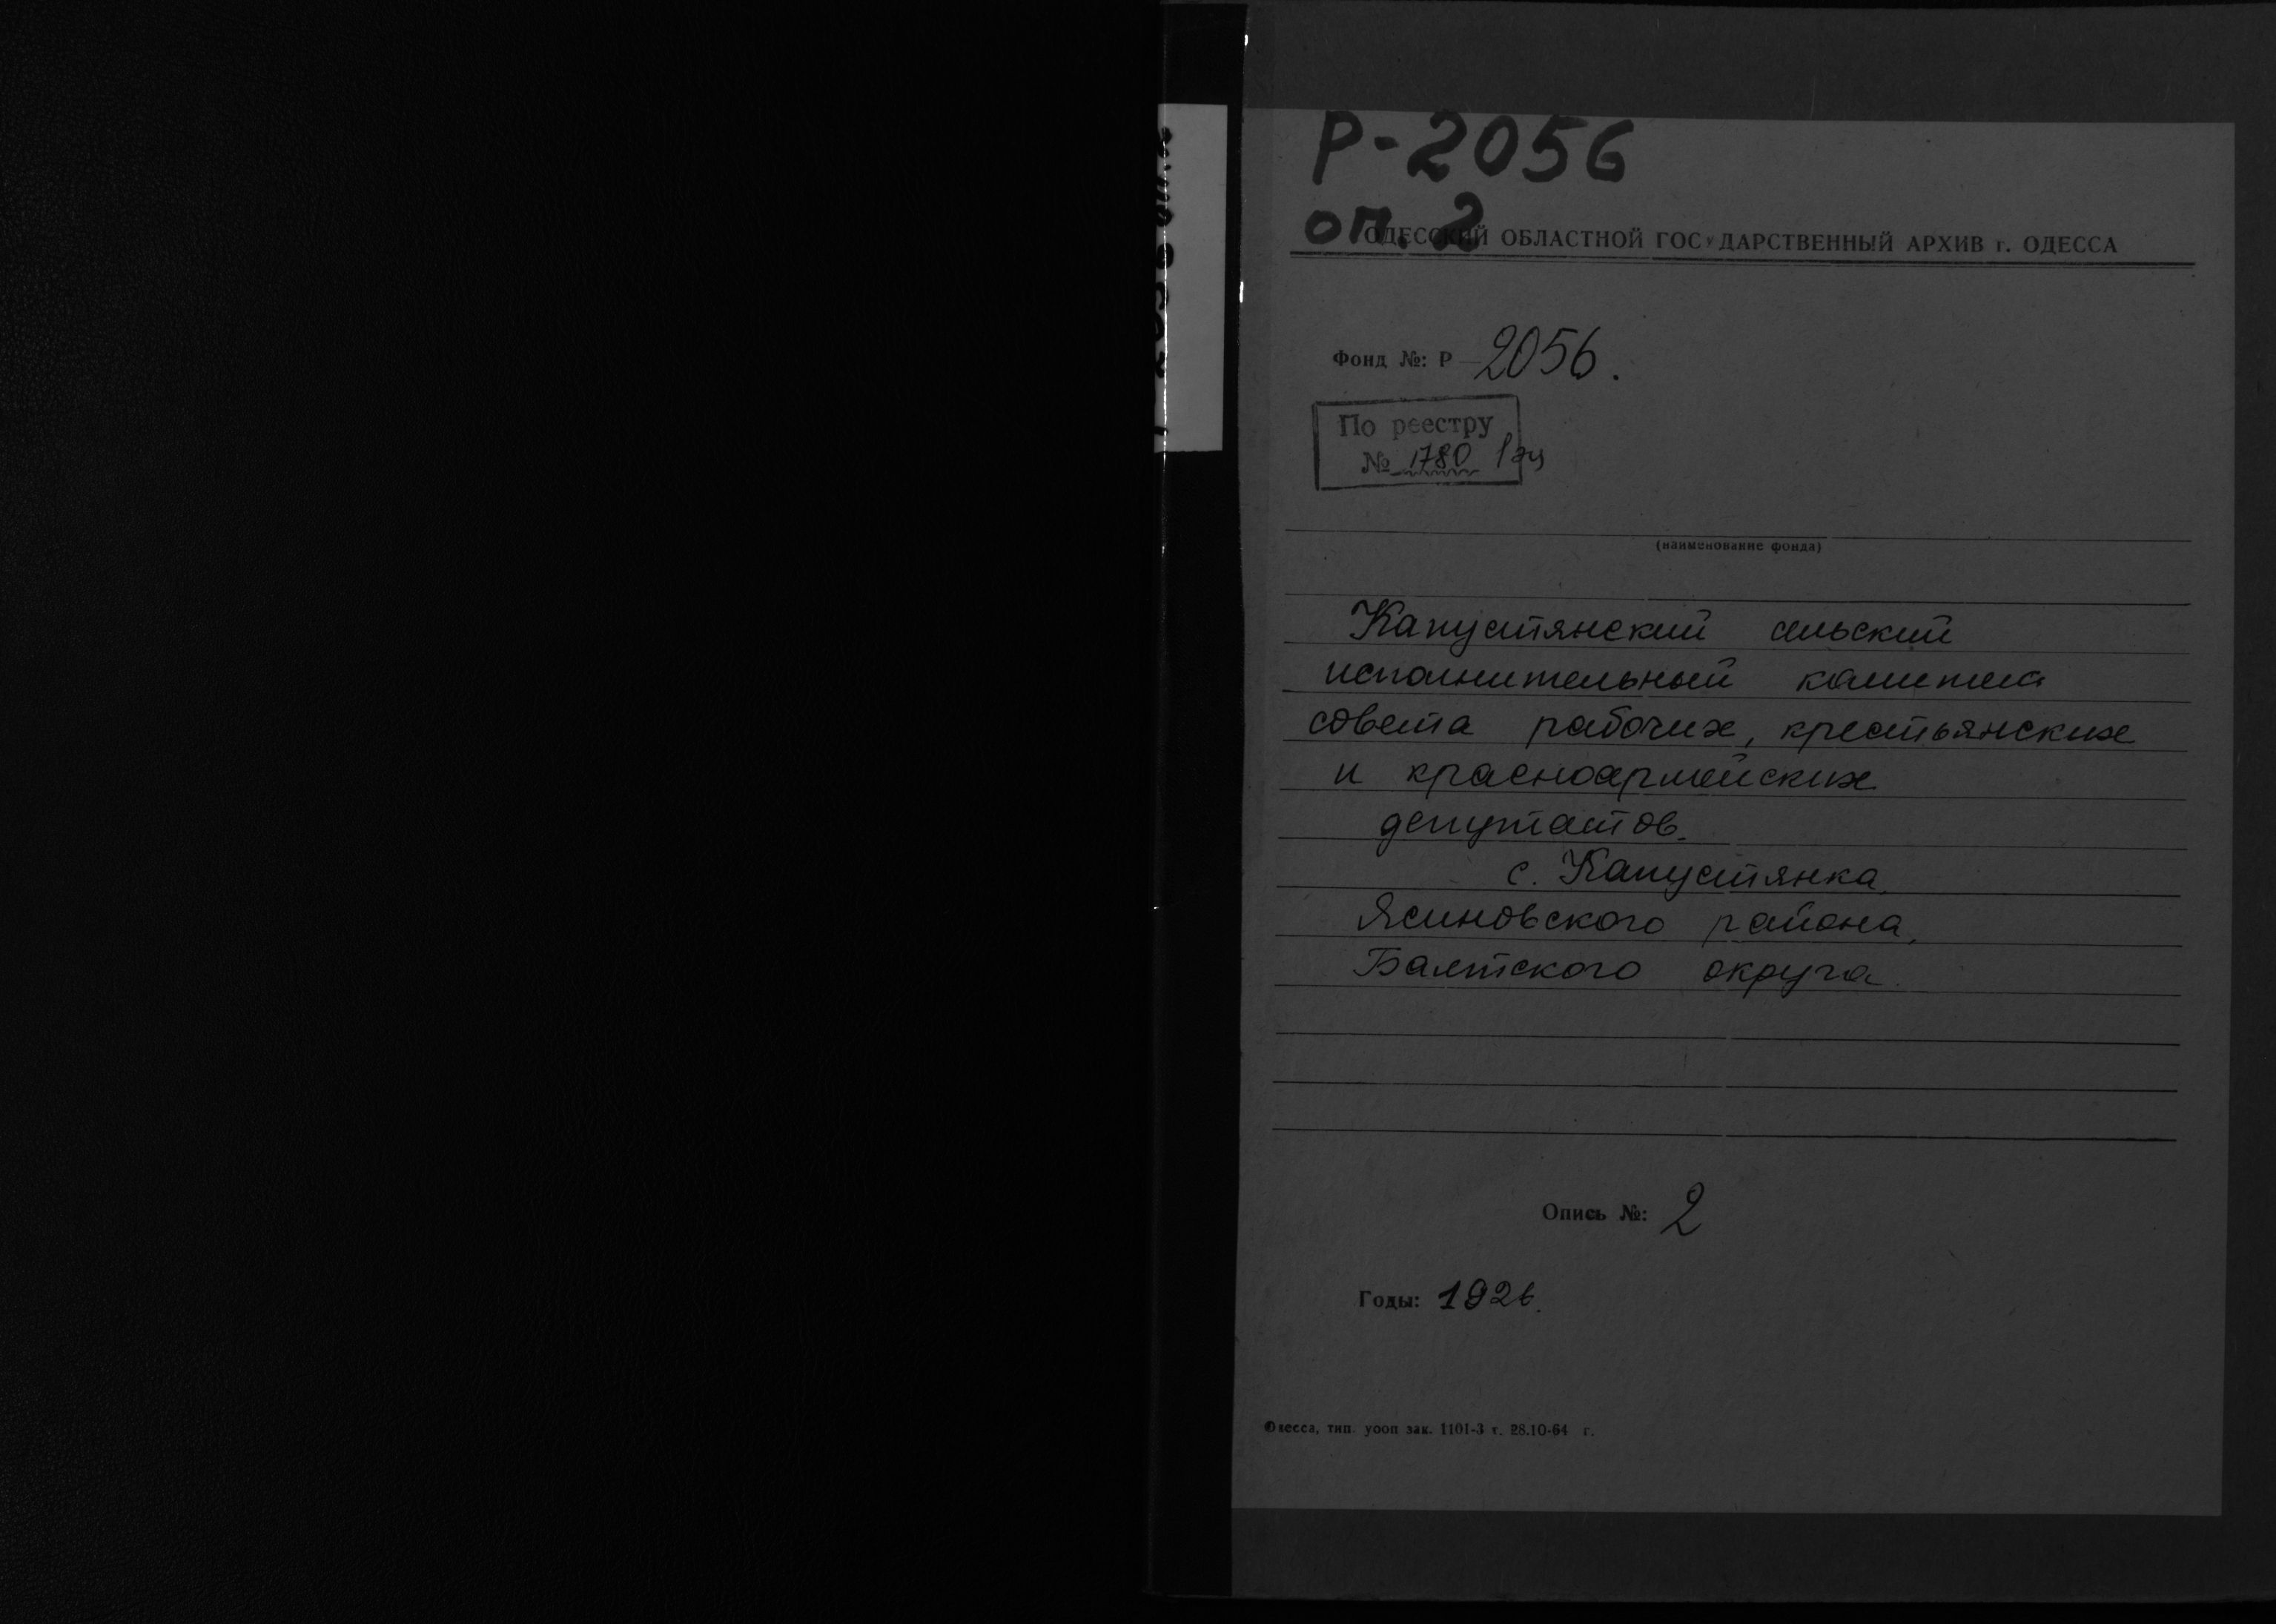 Р-2056
оп. 2
ОДЕССКИЙ ОБЛАСТНОЙ ГОСУДАРСТВЕННЫЙ АРХИВ г. ОДЕССА
Фонд №: Р — 2056.
По реестру
№ 1780
(наименование фонда)
Капустянский сельский
исполнительный комитет
совета рабочих, крестьянских
и красноармейских
депутатов.
с. Капустянка,
Ясиновского района,
Балтского округа.
Опись №: 2
Годы: 1926.
Одесса, тип. уооп зак. 1101-3 т. 28.10-64 г.